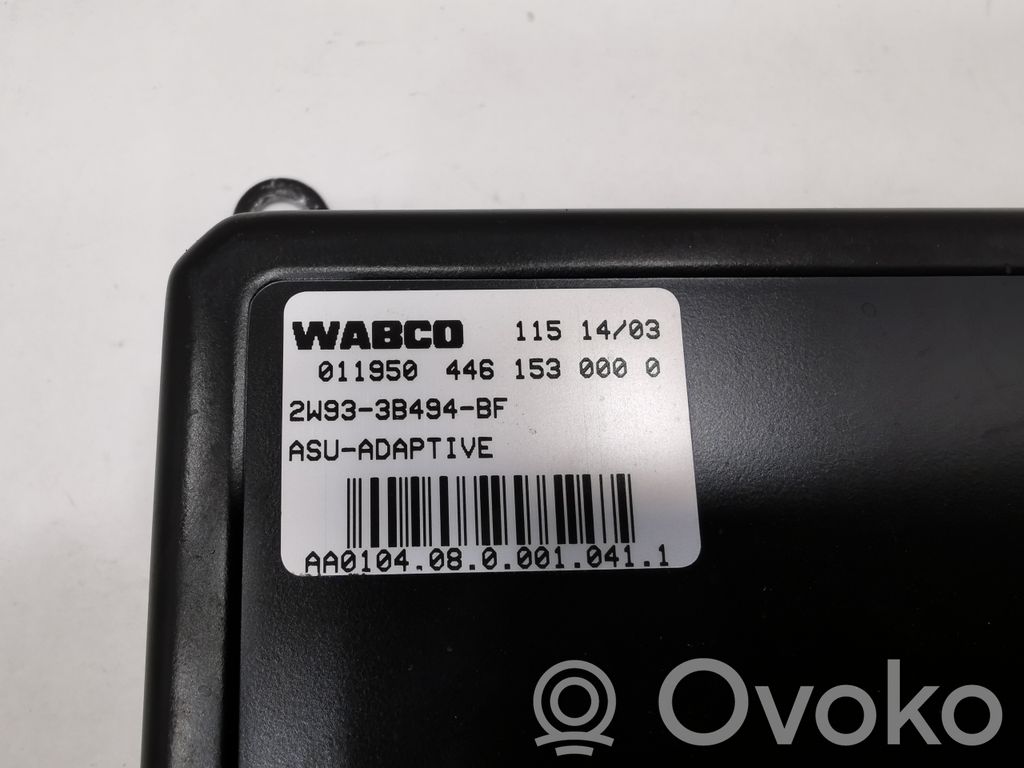 WABCO 115 14/03
011950 446 153 000 0
2W93-3B494-BF
ASU-ADAPTIVE
AA0104.08.0.001.041.1
Ovoko